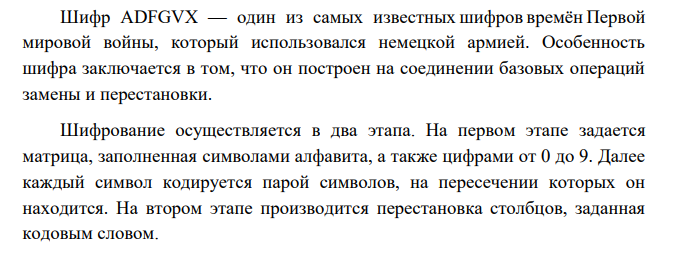 Шифр ADFGVX — один из самых известных шифров времён Первой
мировой войны, который использовался немецкой армией. Особенность
шифра заключается в том, что он построен на соединении базовых операций
замены и перестановки.
Шифрование осуществляется в два этапа. На первом этапе задается
матрица, заполненная символами алфавита, а также цифрами от 0 до 9. Далее
каждый символ кодируется парой символов, на пересечении которых он
находится. На втором этапе производится перестановка столбцов, заданная
кодовым словом.